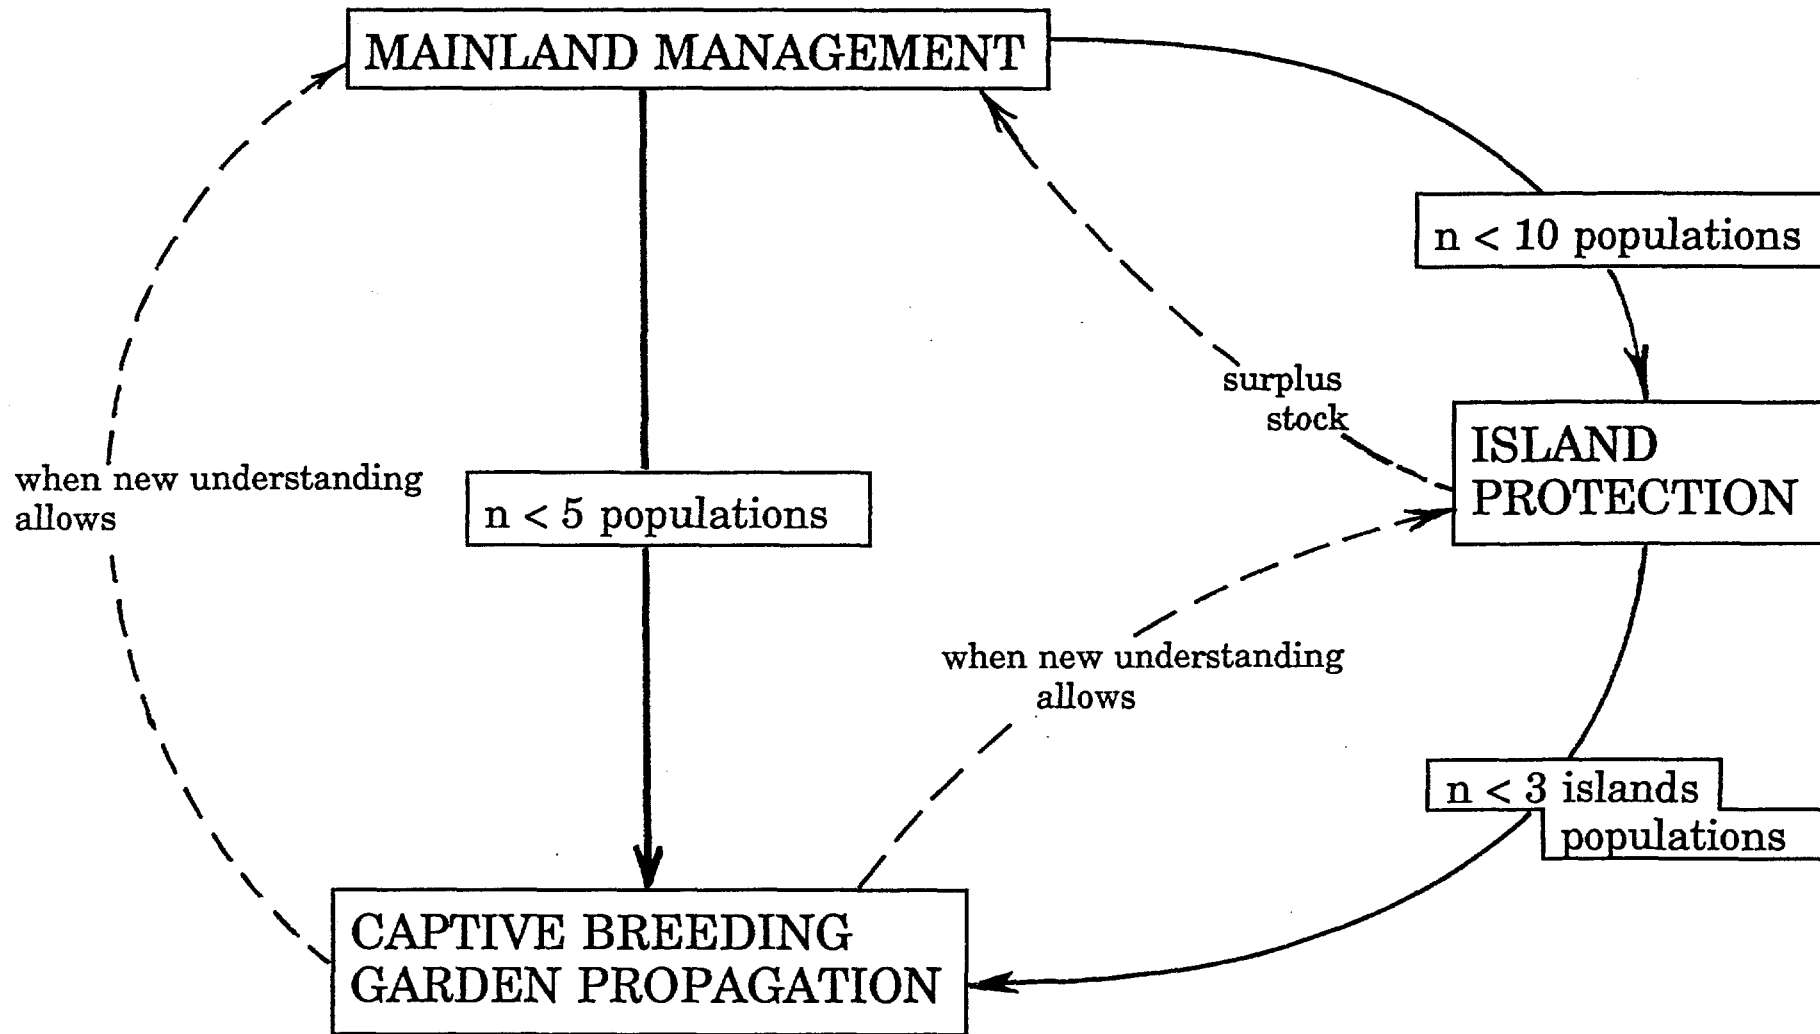 MAINLAND MANAGEMENT
n < 10 populations
surplus
stock
ISLAND
PROTECTION
when new understanding
allows
n < 5 populations
when new understanding
allows
n < 3 islands
populations
CAPTIVE BREEDING
GARDEN PROPAGATION